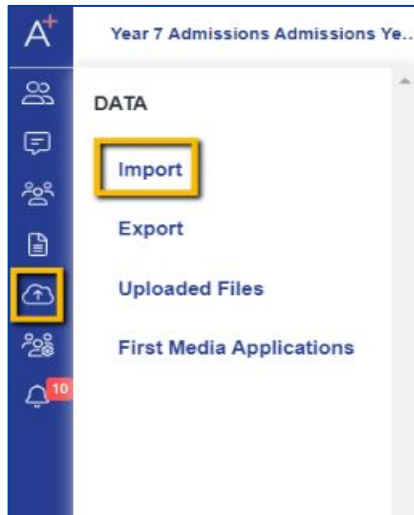 A+
Year 7 Admissions Admissions Ye..
DATA
Import
Export
Uploaded Files
First Media Applications
10